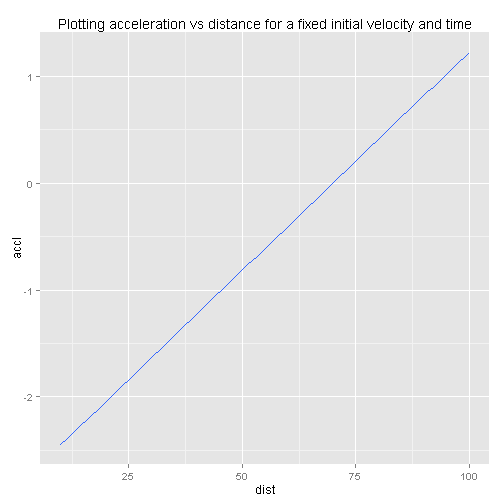 Plotting acceleration vs distance for a fixed initial velocity and time
1
0
-1
-2
accl
25
50
75
100
dist